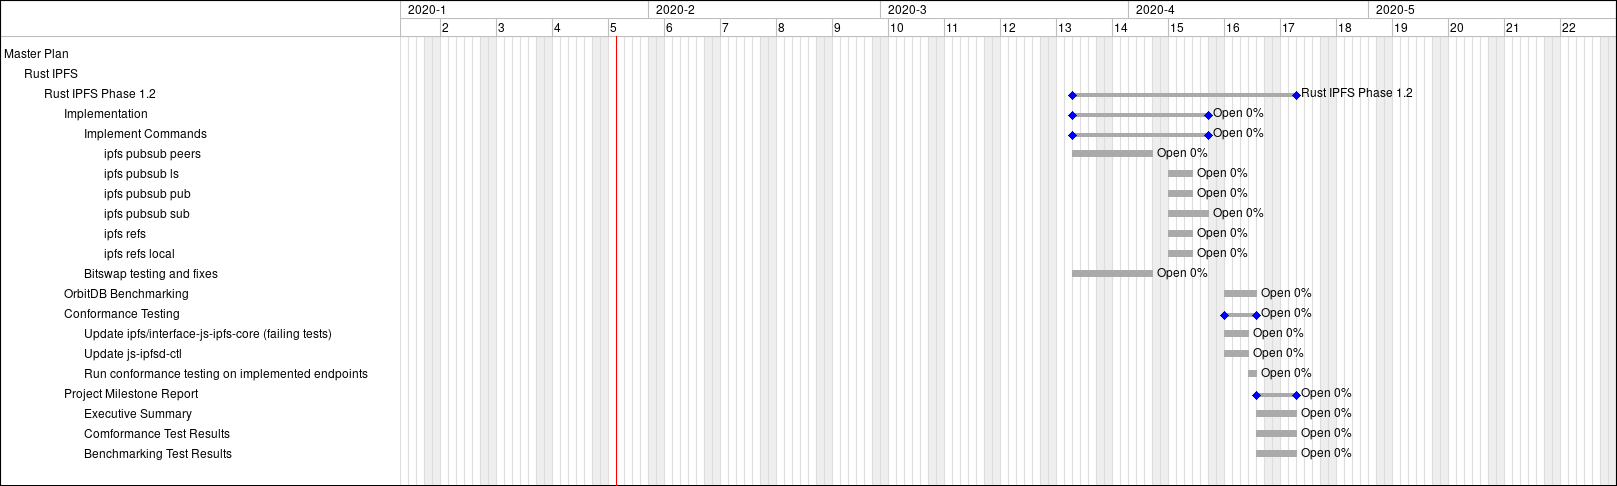 2020-1 2020-2 2020-3 2020-4 2020-5
2 3 4 5 6 7 8 9 10 11 12 13 14 15 16 17 18 19 20 21 22
Master Plan
Rust IPFS
Rust IPFS Phase 1.2 Rust IPFS Phase 1.2
Implementation Open 0%
Implement Commands Open 0%
ipfs pubsub peers Open 0%
ipfs pubsub ls Open 0%
ipfs pubsub pub Open 0%
ipfs pubsub sub Open 0%
ipfs refs Open 0%
ipfs refs local Open 0%
Bitswap testing and fixes Open 0%
OrbitDB Benchmarking Open 0%
Conformance Testing Open 0%
Update ipfs/interface-js-ipfs-core (failing tests) Open 0%
Update js-ipfsd-ctl Open 0%
Run conformance testing on implemented endpoints Open 0%
Project Milestone Report Open 0%
Executive Summary Open 0%
Comformance Test Results Open 0%
Benchmarking Test Results Open 0%